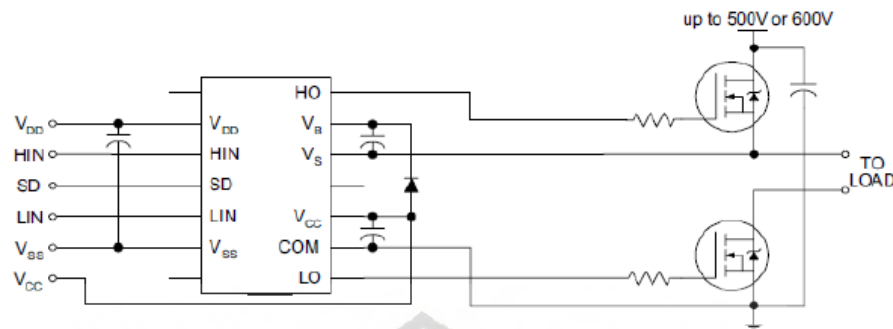 up to 500V or 600V
HO
V_DD V_DD V_B
HIN HIN V_S
SD SD
LIN LIN V_CC
V_SS V_SS COM
V_CC LO
TO
LOAD